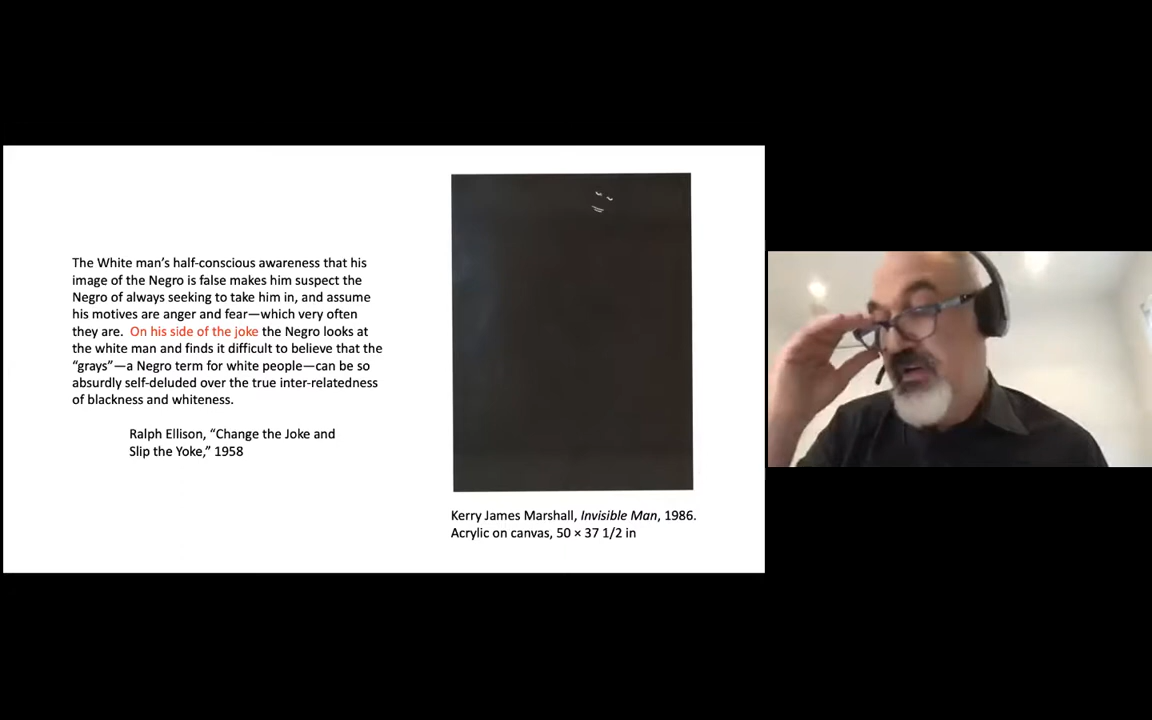 The White man’s half-conscious awareness that his
image of the Negro is false makes him suspect the
Negro of always seeking to take him in, and assume
his motives are anger and fear—which very often
they are.  On his side of the joke the Negro looks at
the white man and finds it difficult to believe that the
“grays”—a Negro term for white people—can be so
absurdly self-deluded over the true inter-relatedness
of blackness and whiteness.
Ralph Ellison, “Change the Joke and
Slip the Yoke,” 1958
Kerry James Marshall, Invisible Man, 1986.
Acrylic on canvas, 50 × 37 1/2 in